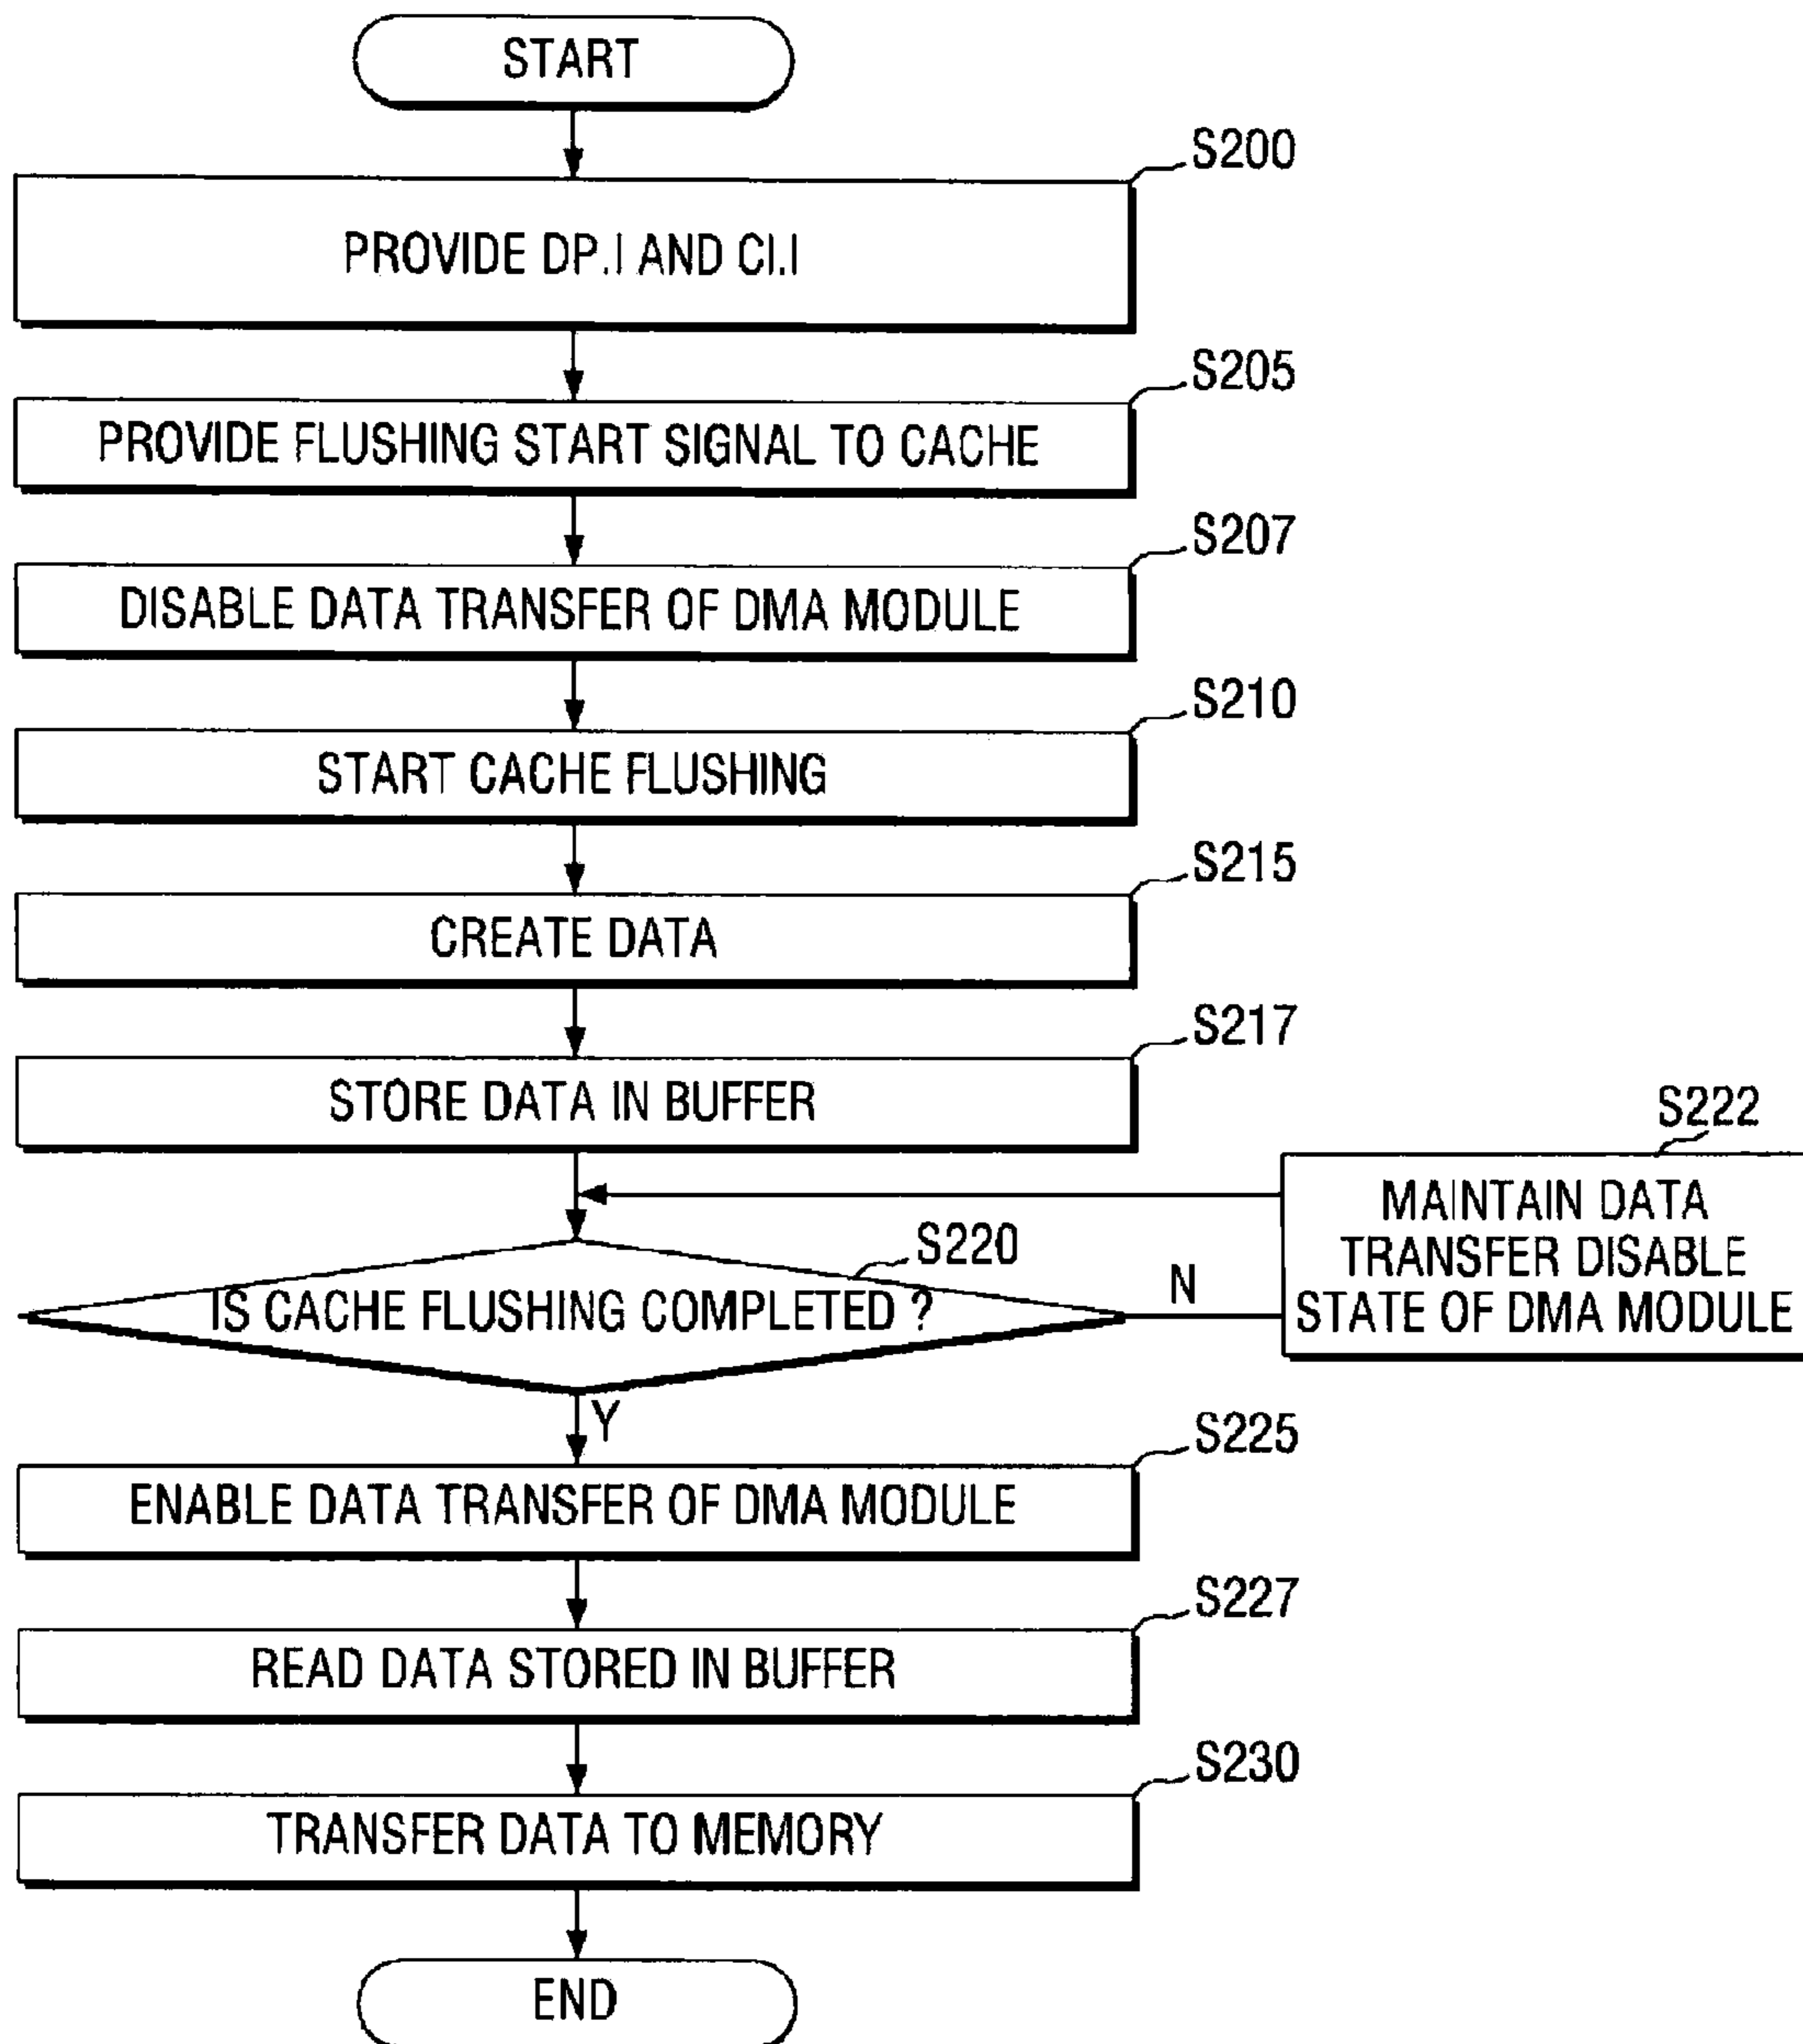 START
S200
PROVIDE DP.I AND CI.I
S205
PROVIDE FLUSHING START SIGNAL TO CACHE
S207
DISABLE DATA TRANSFER OF DMA MODULE
S210
START CACHE FLUSHING
S215
CREATE DATA
S217
STORE DATA IN BUFFER
S222
MAINTAIN DATA
TRANSFER DISABLE
STATE OF DMA MODULE
S220
IS CACHE FLUSHING COMPLETED ?
N
Y
S225
ENABLE DATA TRANSFER OF DMA MODULE
S227
READ DATA STORED IN BUFFER
S230
TRANSFER DATA TO MEMORY
END